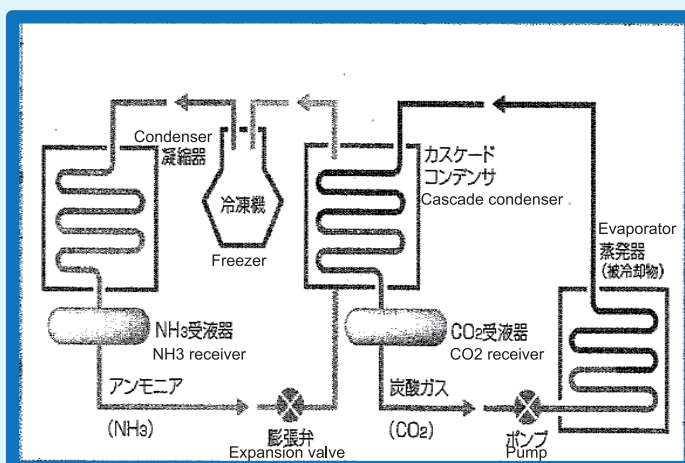 Condenser
凝縮器
冷凍機
Freezer
カスケード
コンデンサ
Cascade condenser
Evaporator
蒸発器
(被冷却物)
NH3受液器
NH3 receiver
CO2受液器
CO2 receiver
アンモニア
(NH3)
膨張弁
Expansion valve
炭酸ガス
(CO2)
ポンプ
Pump